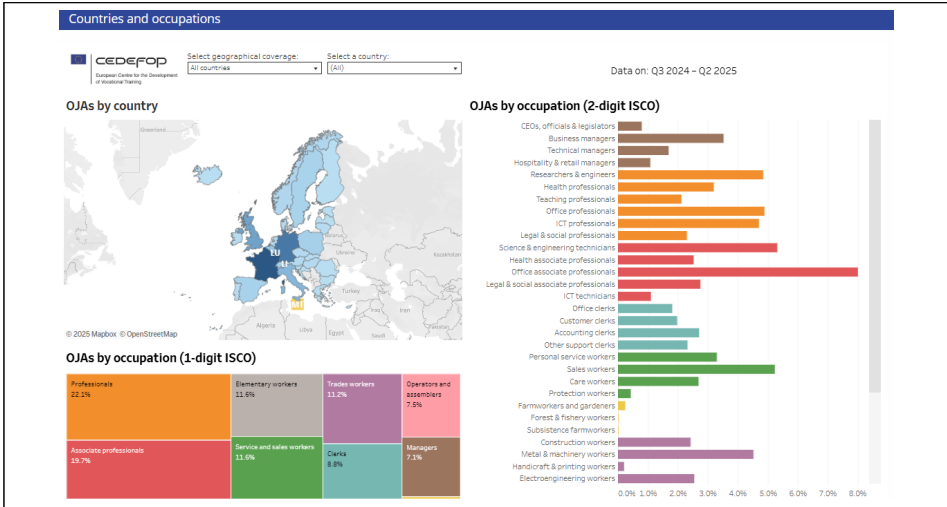 Countries and occupations
CEDEFOP
European Centre for the Development
of Vocational Training
Select geographical coverage:
All countries
Select a country:
(All)
Data on: Q3 2024 – Q2 2025
OJAs by country
Greenland
Belarus
Ukraine
Kazakhstan
EU
LI
Turkey
MT
Iraq
Iran
Algeria
Libya
Egypt
Saudi
© 2025 Mapbox © OpenStreetMap
OJAs by occupation (1-digit ISCO)
Professionals
22.1%
Associate professionals
19.7%
Elementary workers
11.6%
Service and sales workers
11.6%
Trades workers
11.2%
Clerks
8.8%
Operators and
assemblers
7.5%
Managers
7.1%
OJAs by occupation (2-digit ISCO)
CEOs, officials & legislators
Business managers
Technical managers
Hospitality & retail managers
Researchers & engineers
Health professionals
Teaching professionals
Office professionals
ICT professionals
Legal & social professionals
Science & engineering technicians
Health associate professionals
Office associate professionals
Legal & social associate professionals
ICT technicians
Office clerks
Customer clerks
Accounting clerks
Other support clerks
Personal service workers
Sales workers
Care workers
Protection workers
Farmworkers and gardeners
Forest & fishery workers
Subsistence farmworkers
Construction workers
Metal & machinery workers
Handicraft & printing workers
Electroengineering workers
0.0% 1.0% 2.0% 3.0% 4.0% 5.0% 6.0% 7.0% 8.0%